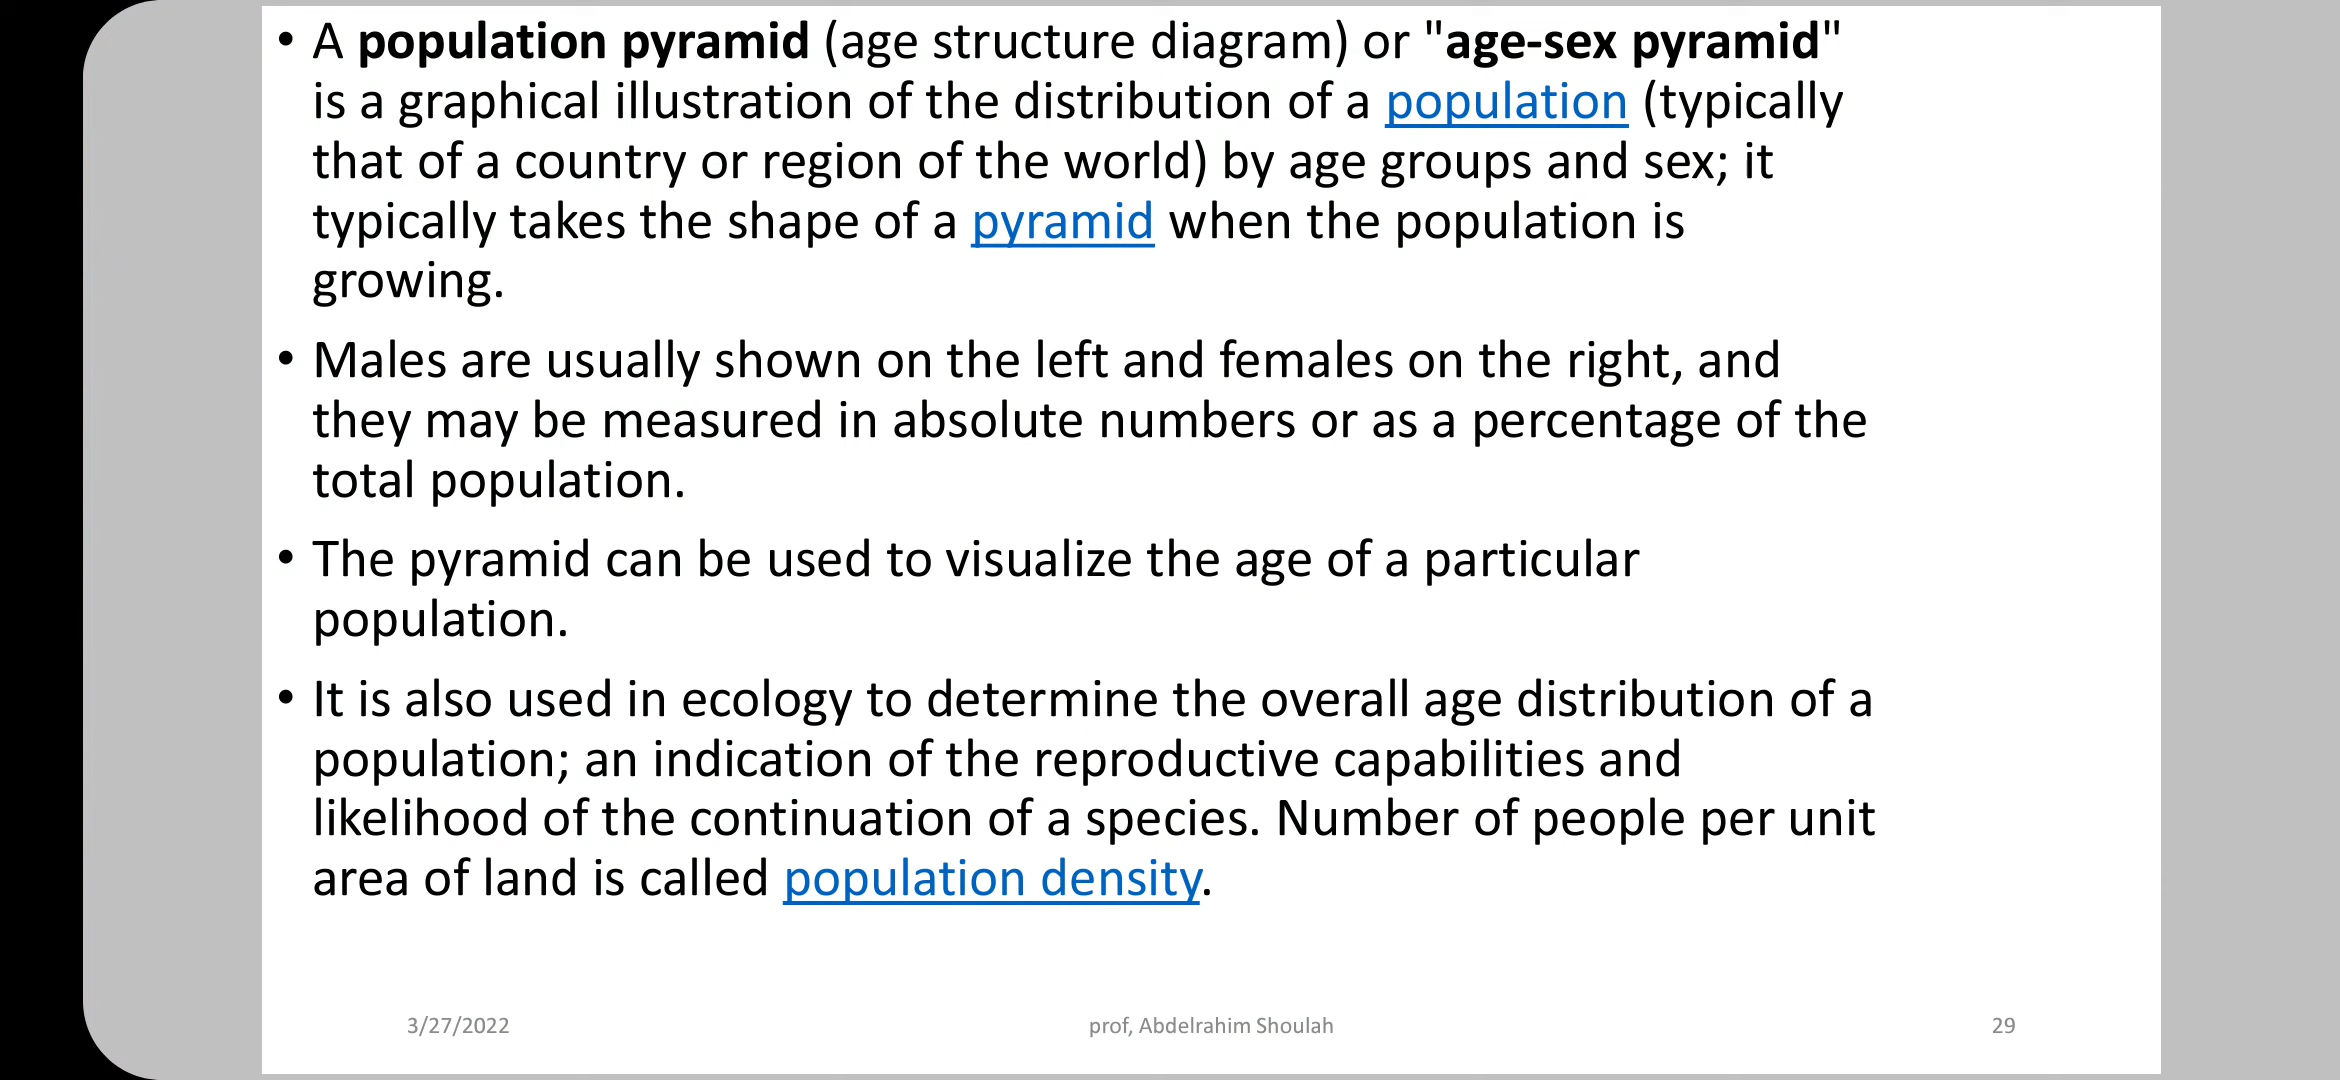 • A population pyramid (age structure diagram) or "age-sex pyramid"
is a graphical illustration of the distribution of a population (typically
that of a country or region of the world) by age groups and sex; it
typically takes the shape of a pyramid when the population is
growing.
• Males are usually shown on the left and females on the right, and
they may be measured in absolute numbers or as a percentage of the
total population.
• The pyramid can be used to visualize the age of a particular
population.
• It is also used in ecology to determine the overall age distribution of a
population; an indication of the reproductive capabilities and
likelihood of the continuation of a species. Number of people per unit
area of land is called population density.
3/27/2022
prof, Abdelrahim Shoulah
29